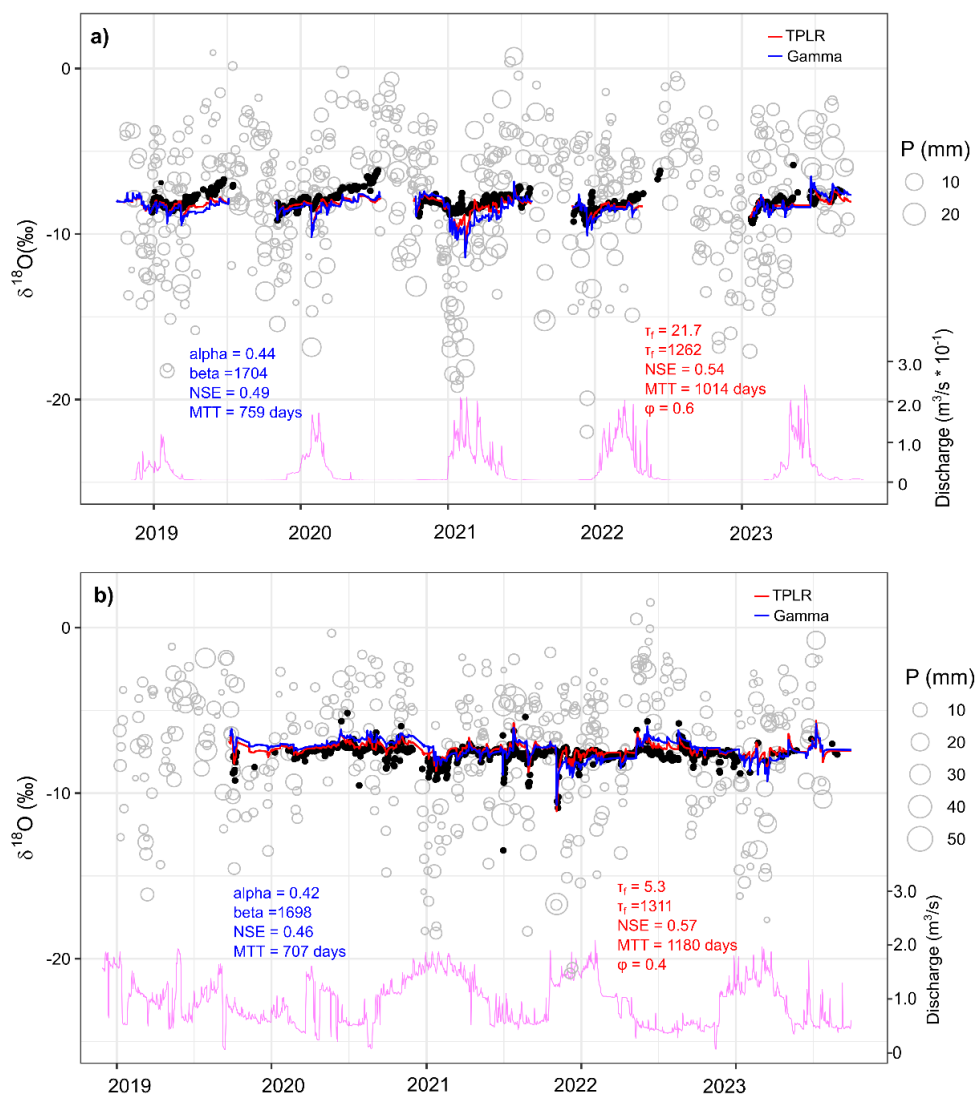 a)
TPLR
Gamma
0
-10
-20
δ 18O(‰)
P (mm)
10
20
alpha = 0.44
beta =1704
NSE = 0.49
MTT = 759 days
τf = 21.7
τf =1262
NSE = 0.54
MTT = 1014 days
φ = 0.6
3.0
2.0
1.0
0
Discharge (m3/s * 10-1)
2019 2020 2021 2022 2023
b)
TPLR
Gamma
0
-10
-20
δ 18O (‰)
P (mm)
10
20
30
40
50
alpha = 0.42
beta =1698
NSE = 0.46
MTT = 707 days
τf = 5.3
τf =1311
NSE = 0.57
MTT = 1180 days
φ = 0.4
3.0
2.0
1.0
0
Discharge (m3/s)
2019 2020 2021 2022 2023